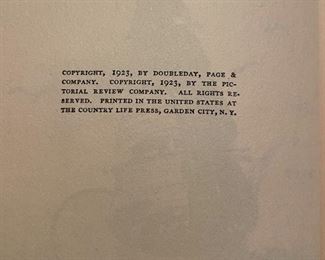 COPYRIGHT, 1923, BY DOUBLEDAY, PAGE &
COMPANY. COPYRIGHT, 1923, BY THE PIC-
TORIAL REVIEW COMPANY. ALL RIGHTS RE-
SERVED. PRINTED IN THE UNITED STATES AT
THE COUNTRY LIFE PRESS, GARDEN CITY, N. Y.